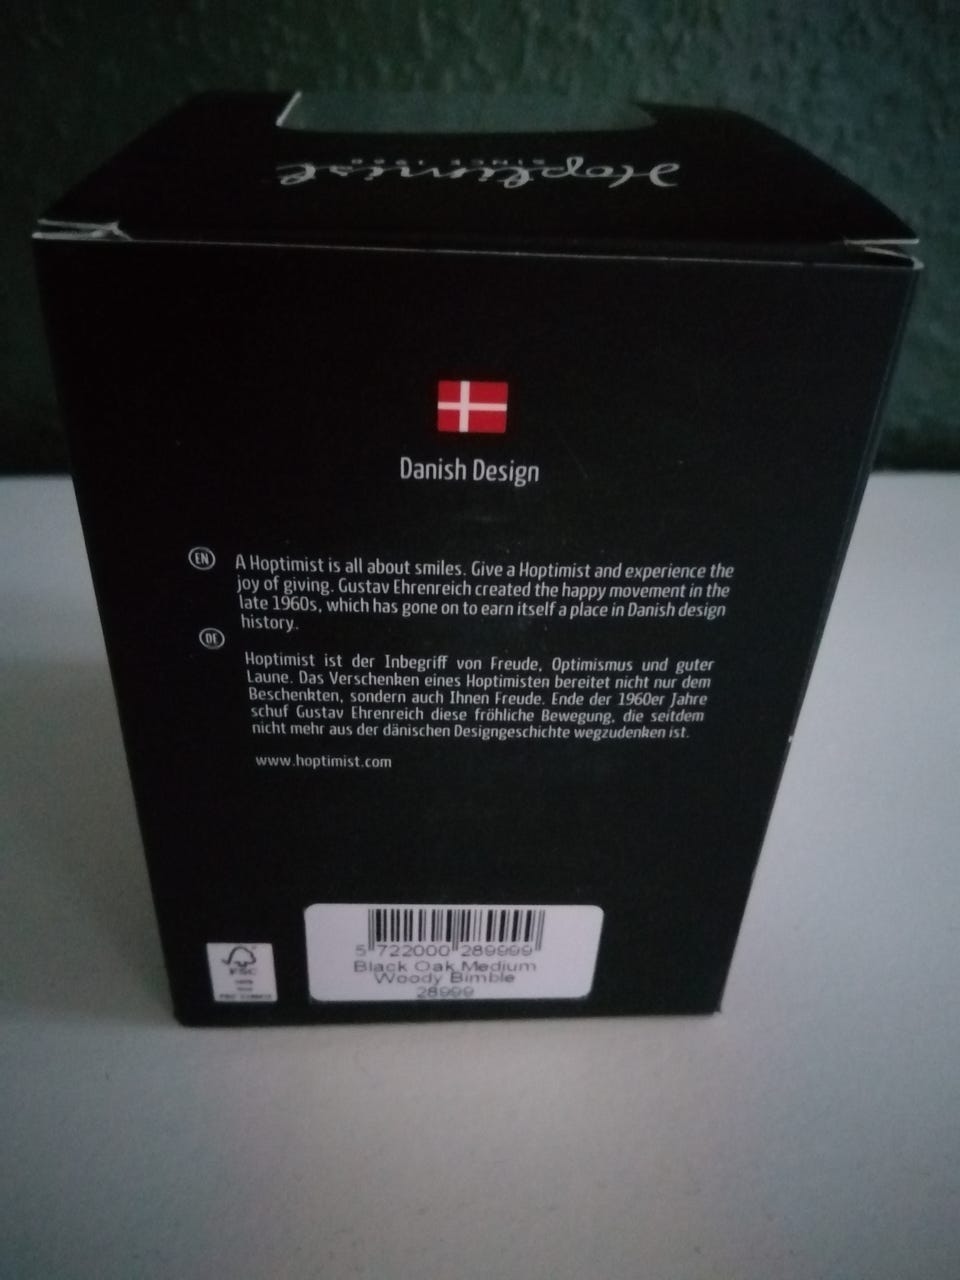 Hoptimist
SINCE 1968
Danish Design
EN
A Hoptimist is all about smiles. Give a Hoptimist and experience the
joy of giving. Gustav Ehrenreich created the happy movement in the
late 1960s, which has gone on to earn itself a place in Danish design
history.
DE
Hoptimist ist der Inbegriff von Freude, Optimismus und guter
Laune. Das Verschenken eines Hoptimisten bereitet nicht nur dem
Beschenkten, sondern auch Ihnen Freude. Ende der 1960er Jahre
schuf Gustav Ehrenreich diese fröhliche Bewegung, die seitdem
nicht mehr aus der dänischen Designgeschichte wegzudenken ist.
www.hoptimist.com
5 722000 289999
Black Oak Medium
Woody Bimble
28999
FSC